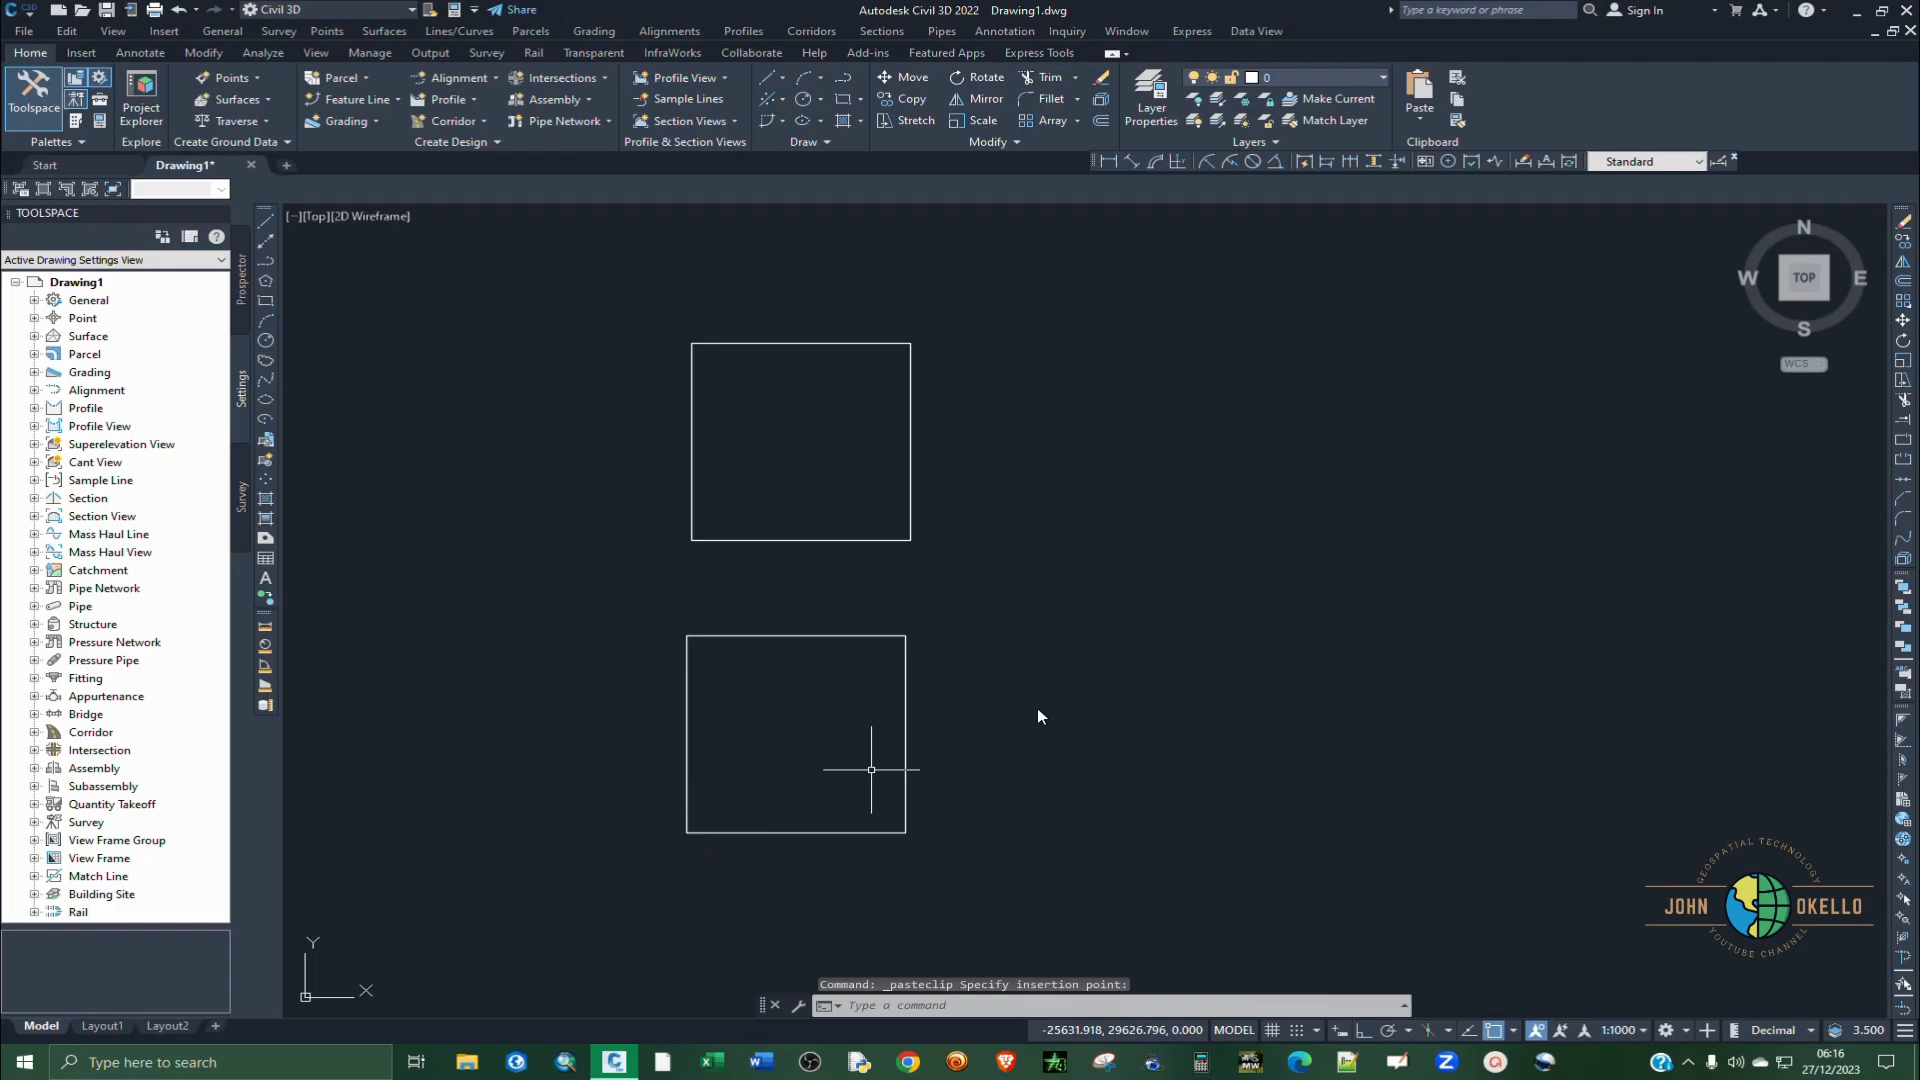 Civil 3D
Share
Autodesk Civil 3D 2022 Drawing1.dwg
Type a keyword or phrase
Sign In
File Edit View Insert General Survey Points Surfaces Lines/Curves Parcels Grading Alignments Profiles Corridors Sections Pipes Annotation Inquiry Window Express Data View
Home Insert Annotate Modify Analyze View Manage Output Survey Rail Transparent InfraWorks Collaborate Help Add-ins Featured Apps Express Tools
Points Parcel Alignment Intersections Profile View Move Rotate Trim 0
Toolspace Project Explorer Surfaces Feature Line Profile Assembly Sample Lines Copy Mirror Fillet Layer Properties Make Current Paste
Traverse Grading Corridor Pipe Network Section Views Stretch Scale Array Match Layer
Palettes Explore Create Ground Data Create Design Profile & Section Views Draw Modify Layers Clipboard
Start Drawing1* Standard
TOOLSPACE
[−][Top][2D Wireframe]
Active Drawing Settings View
Prospector
Settings
Survey
Drawing1
General
Point
Surface
Parcel
Grading
Alignment
Profile
Profile View
Superelevation View
Cant View
Sample Line
Section
Section View
Mass Haul Line
Mass Haul View
Catchment
Pipe Network
Pipe
Structure
Pressure Network
Pressure Pipe
Fitting
Appurtenance
Bridge
Corridor
Intersection
Assembly
Subassembly
Quantity Takeoff
Survey
View Frame Group
View Frame
Match Line
Building Site
Rail
N
W TOP E
S
WCS
GEOSPATIAL TECHNOLOGY
JOHN OKELLO
YOUTUBE CHANNEL
Y
X
Command: _pasteclip Specify insertion point:
Type a command
Model Layout1 Layout2
-25631.918, 29626.796, 0.000 MODEL 1:1000 Decimal 3.500
Type here to search
06:16
27/12/2023